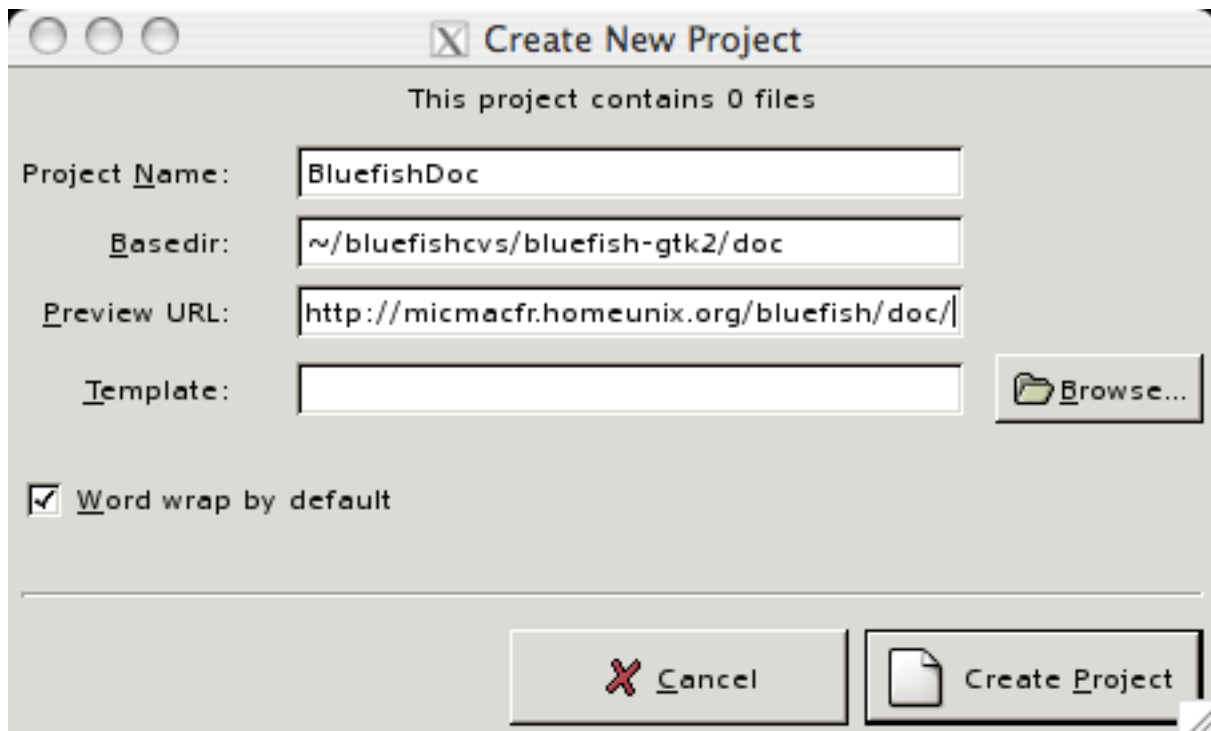 Create New Project
This project contains 0 files
Project Name: BluefishDoc
Basedir: ~/bluefishcvs/bluefish-gtk2/doc
Preview URL: http://micmacfr.homeunix.org/bluefish/doc/
Template: Browse...
Word wrap by default
Cancel Create Project